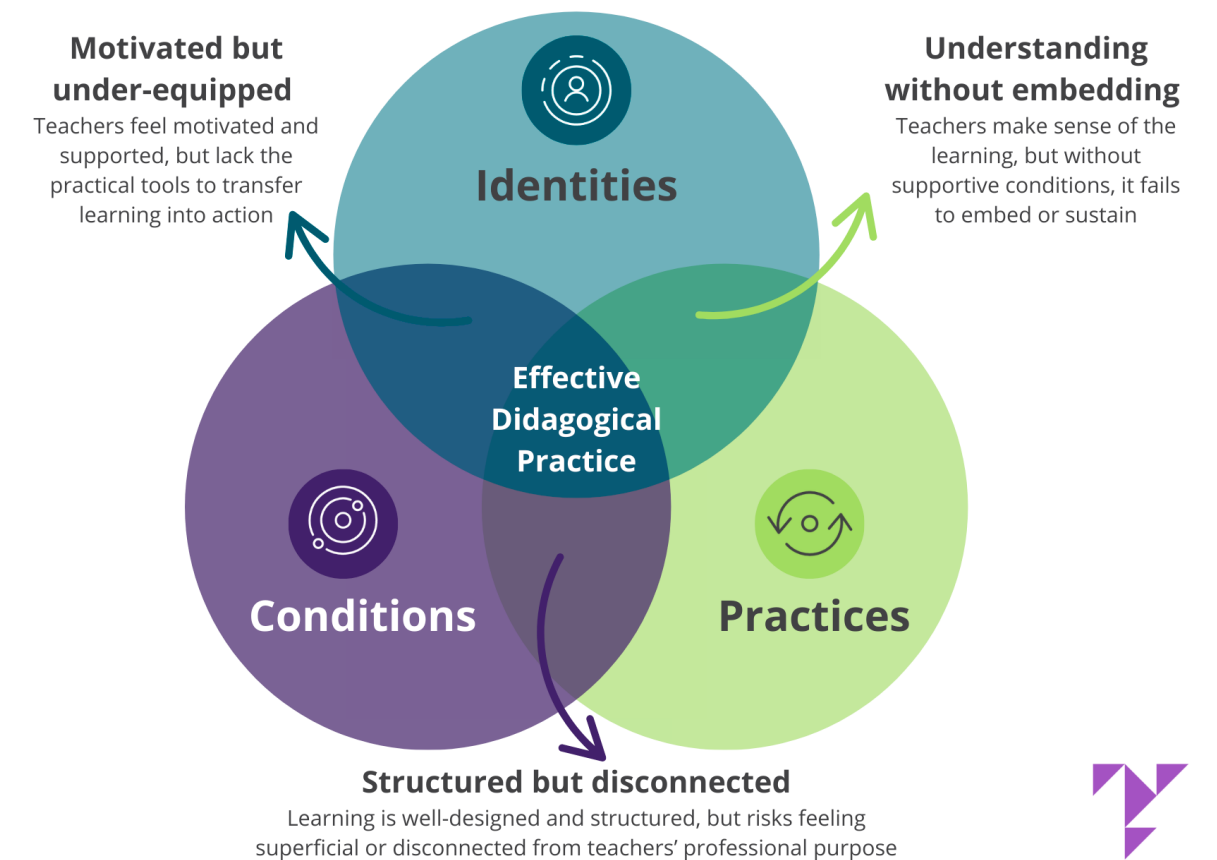 Motivated but
under-equipped
Teachers feel motivated and
supported, but lack the
practical tools to transfer
learning into action
Understanding
without embedding
Teachers make sense of the
learning, but without
supportive conditions, it fails
to embed or sustain
Identities
Effective
Didagogical
Practice
Conditions
Practices
Structured but disconnected
Learning is well-designed and structured, but risks feeling
superficial or disconnected from teachers’ professional purpose